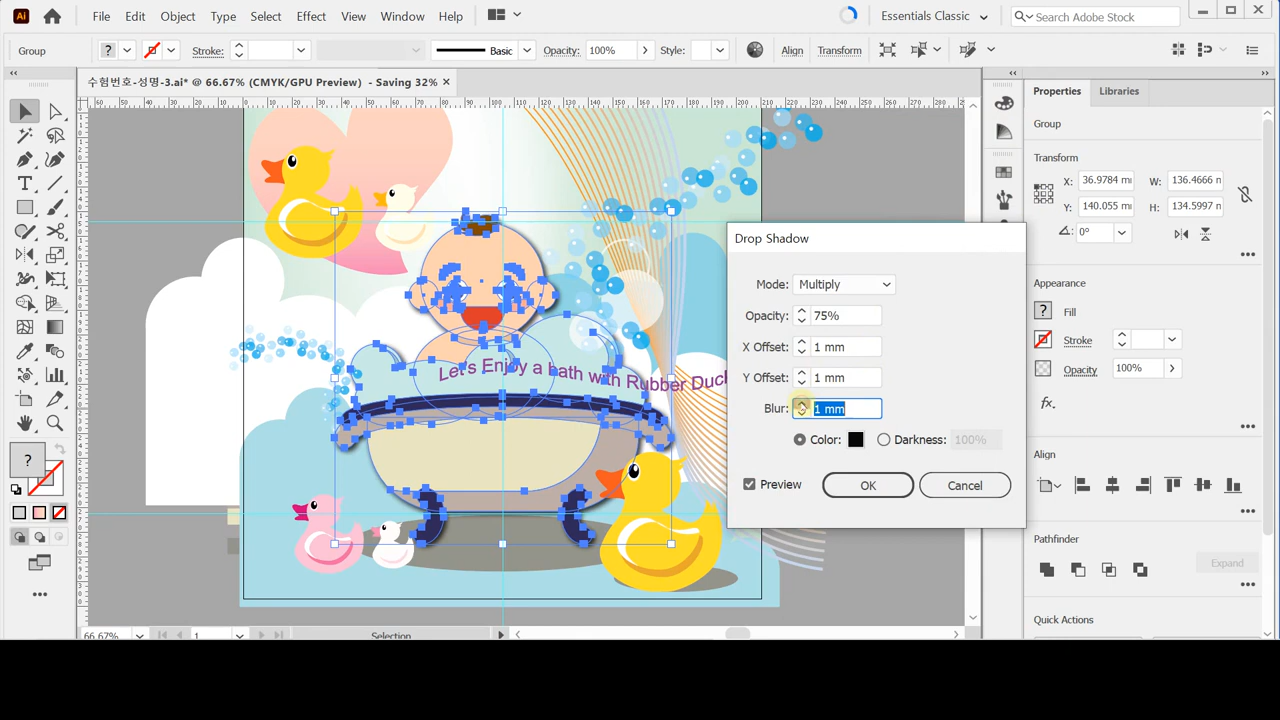 Ai File Edit Object Type Select Effect View Window Help Essentials Classic Search Adobe Stock
Group ? Stroke: Basic Opacity: 100% Style: Align Transform
수험번호-성명-3.ai* @ 66.67% (CMYK/GPU Preview) - Saving 32% ×
Properties Libraries
Group
Transform
X: 36.9784 m W: 136.4666 m
Y: 140.055 mi H: 134.5997 m
0°
Drop Shadow
Mode: Multiply
Opacity: 75%
X Offset: 1 mm
Y Offset: 1 mm
Blur: 1 mm
Color: Darkness: 100%
Preview OK Cancel
Let's Enjoy a bath with Rubber Duck
Appearance
? Fill
Stroke
Opacity 100%
fx.
Align
Pathfinder
Expand
Quick Actions
?
66.67% 1 Selection